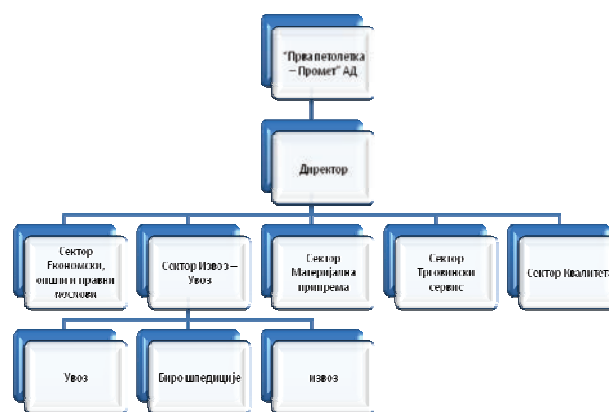 “Прва петолетка
– Промет” АД
Директор
Сектор
Економски,
општи и правни
послови
Сектор Извоз –
Увоз
Сектор
Материјална
припрема
Сектор
Трговински
сервис
Сектор Квалитета
Увоз
Биро шпедиције
извоз